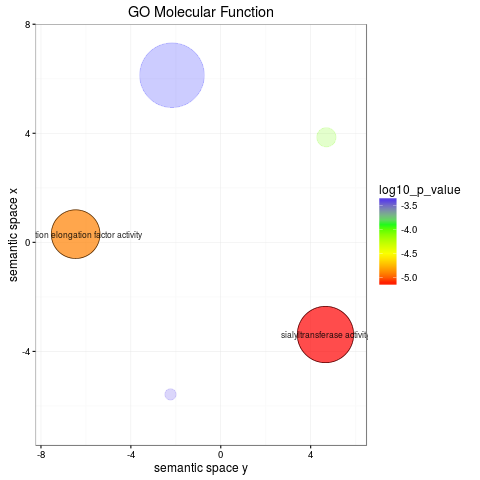 GO Molecular Function
8
4
0
-4
-8
-4
0
4
semantic space x
semantic space y
tion elongation factor activity
sialyltransferase activity
log10_p_value
-3.5
-4.0
-4.5
-5.0